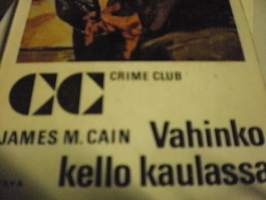 CC CRIME CLUB
JAMES M. CAIN Vahinko
kello kaulassa